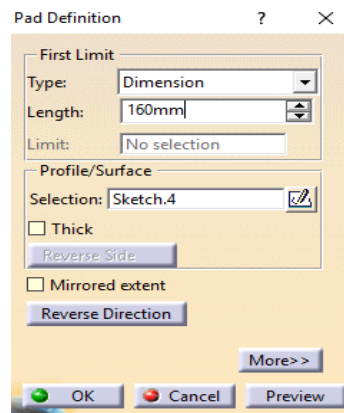 Pad Definition ? ×
First Limit
Type: Dimension
Length: 160mm
Limit: No selection
Profile/Surface
Selection: Sketch.4
Thick
Reverse Side
Mirrored extent
Reverse Direction
More>>
OK Cancel Preview